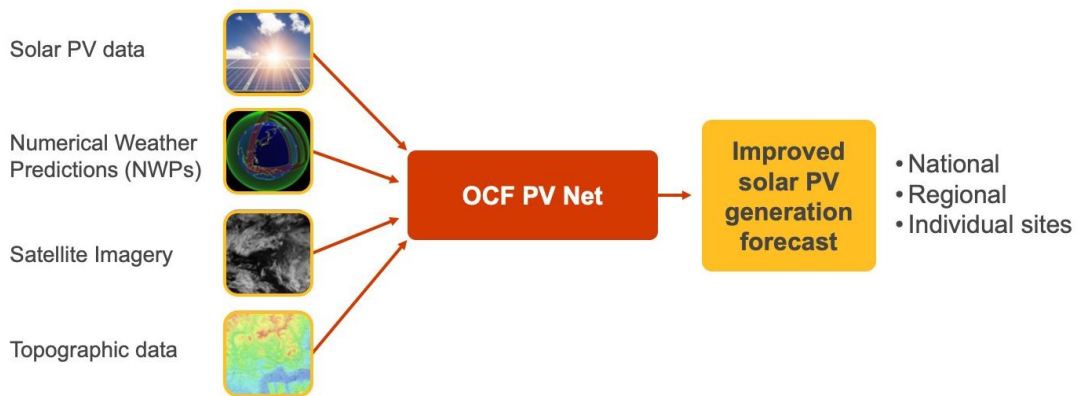 Solar PV data
Numerical Weather
Predictions (NWPs)
Satellite Imagery
Topographic data
OCF PV Net
Improved
solar PV
generation
forecast
• National
• Regional
• Individual sites